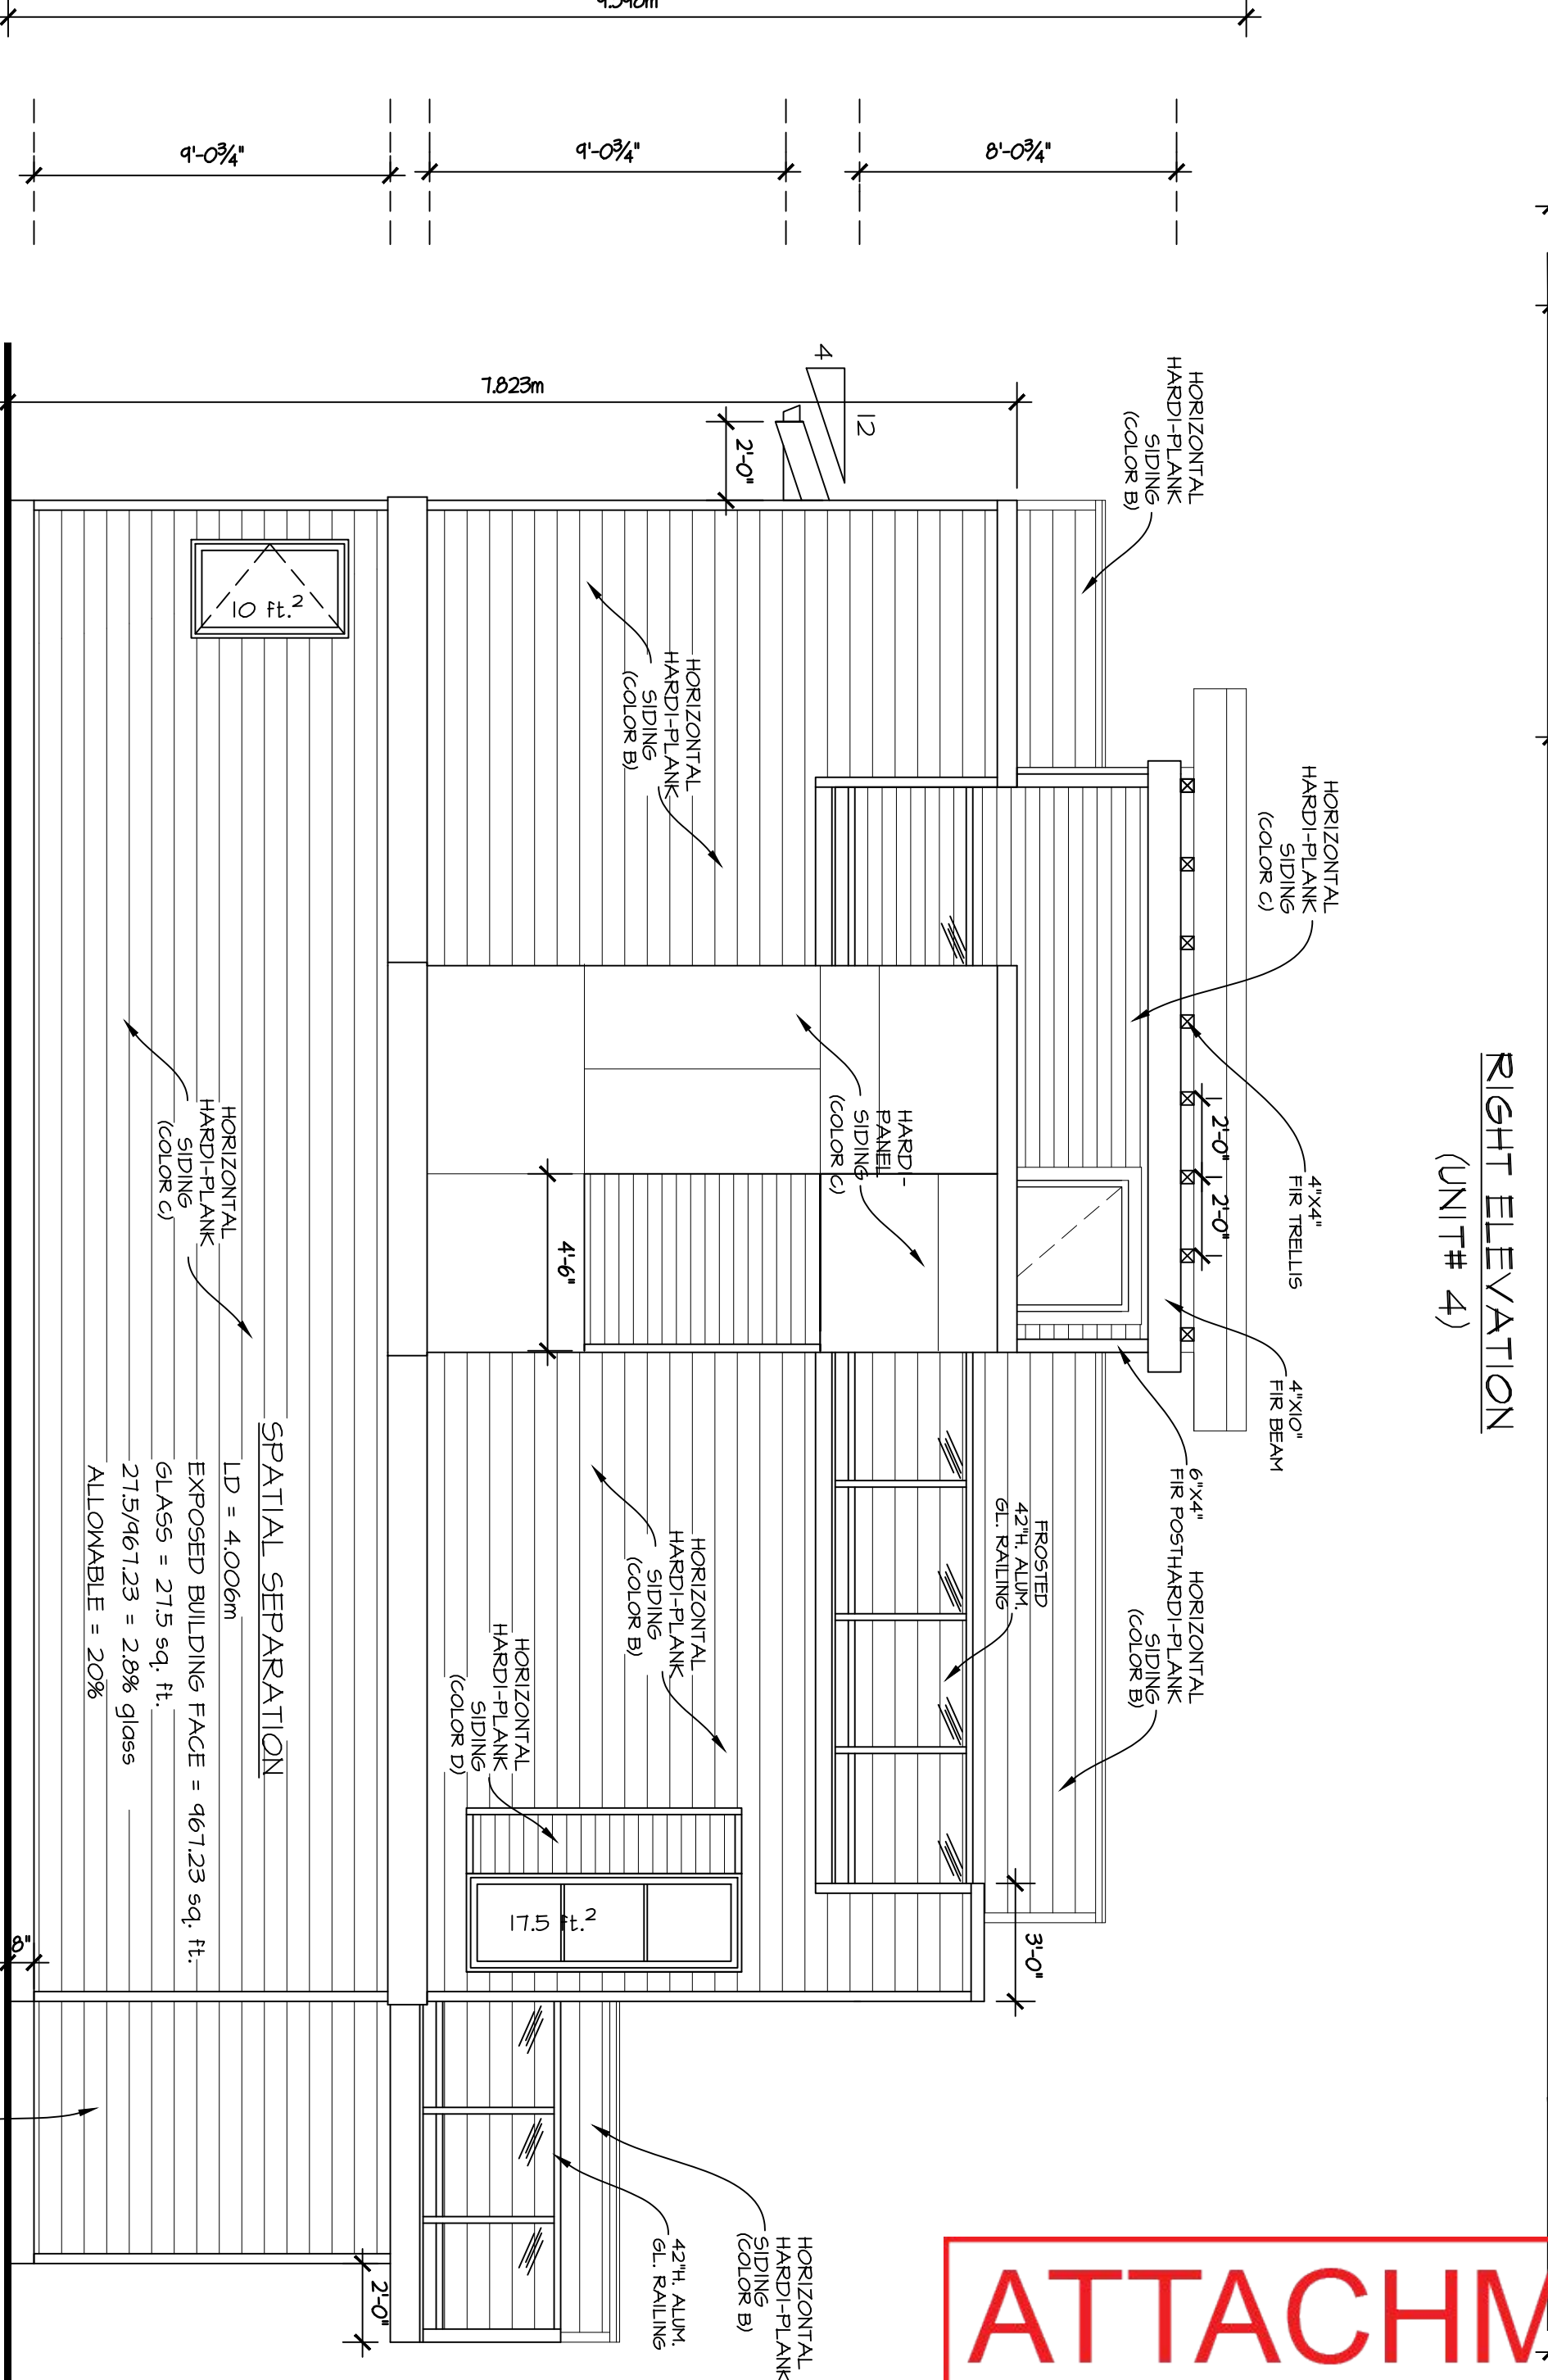 RIGHT ELEVATION
(UNIT# 4)
HORIZONTAL
HARDI-PLANK
SIDING
(COLOR B)
HORIZONTAL
HARDI-PLANK
SIDING
(COLOR C)
4"X4"
FIR TRELLIS
2'-0"
2'-0"
4"X10"
FIR BEAM
6"X4"
FIR POST
HORIZONTAL
HARDI-PLANK
SIDING
(COLOR B)
FROSTED
42"H. ALUM.
GL. RAILING
3'-0"
8'-0¾"
9'-0¾"
9'-0¾"
7.823m
4
12
2'-0"
HORIZONTAL
HARDI-PLANK
SIDING
(COLOR B)
HARDI-
PANEL
SIDING
(COLOR C)
4'-6"
HORIZONTAL
HARDI-PLANK
SIDING
(COLOR B)
HORIZONTAL
HARDI-PLANK
SIDING
(COLOR D)
17.5 ft.²
HORIZONTAL
HARDI-PLANK
SIDING
(COLOR B)
42"H. ALUM.
GL. RAILING
2'-0"
10 ft.²
HORIZONTAL
HARDI-PLANK
SIDING
(COLOR C)
SPATIAL SEPARATION
LD = 4.006m
EXPOSED BUILDING FACE = 967.23 sq. ft.
GLASS = 27.5 sq. ft.
27.5/967.23 = 2.8% glass
ALLOWABLE = 20%
8"
ATTACHM